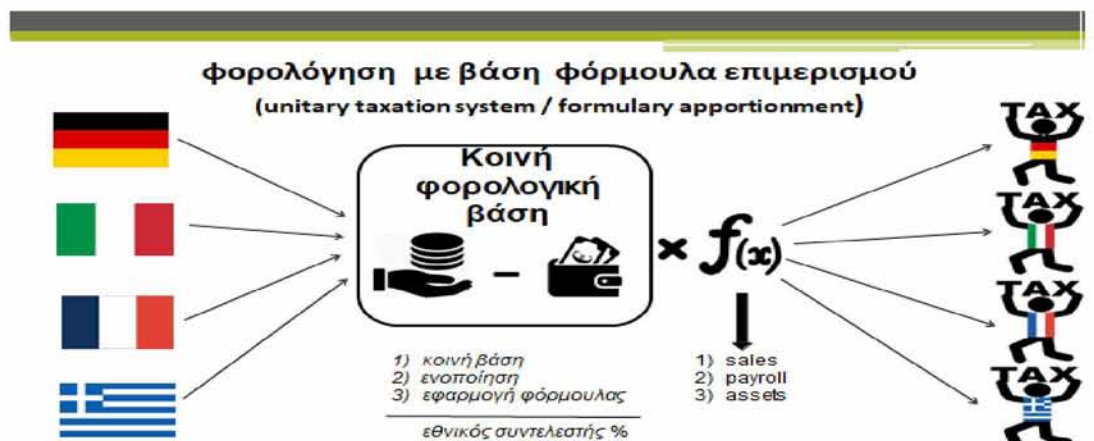 φορολόγηση με βάση φόρμουλα επιμερισμού
(unitary taxation system / formulary apportionment)
Κοινή
φορολογική
βάση
- × f(x)
1) κοινή βάση
2) ενοποίηση
3) εφαρμογή φόρμουλας
εθνικός συντελεστής %
1) sales
2) payroll
3) assets
TAX
TAX
TAX
TAX